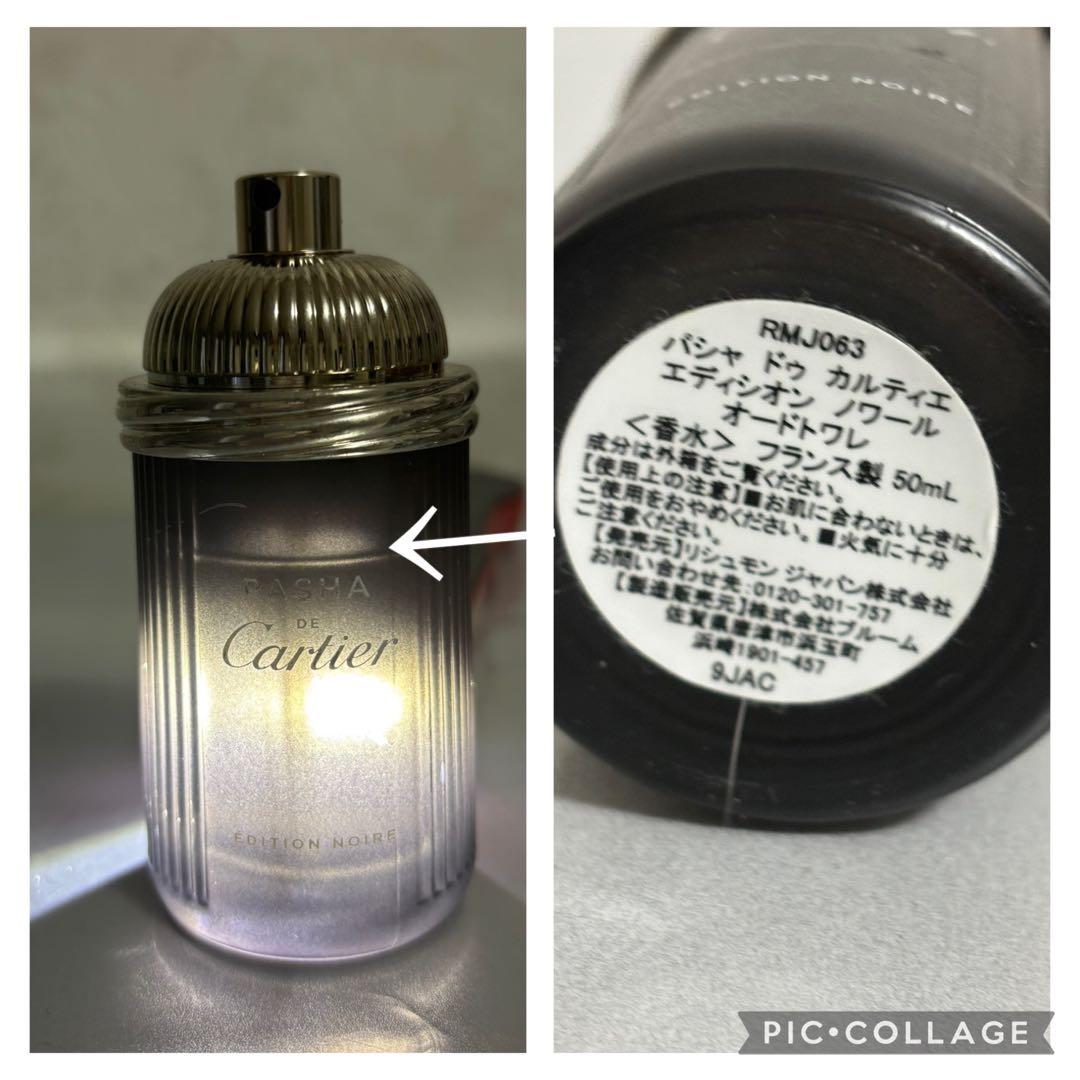 PASHA
DE
Cartier
ÉDITION NOIRE
EDITION NOIRE
RMJ063
パシャ ドゥ カルティエ
エディシオン ノワール
オードトワレ
<香水> フランス製 50mL
成分は外箱をご覧ください。
【使用上の注意】■お肌に合わないときは、
ご使用をおやめください。■火気に十分
ご注意ください。
【発売元】リシュモン ジャパン株式会社
お問い合わせ先:0120-301-757
【製造販売元】株式会社ブルーム
佐賀県唐津市浜玉町
浜崎1901-457
9JAC
PIC•COLLAGE